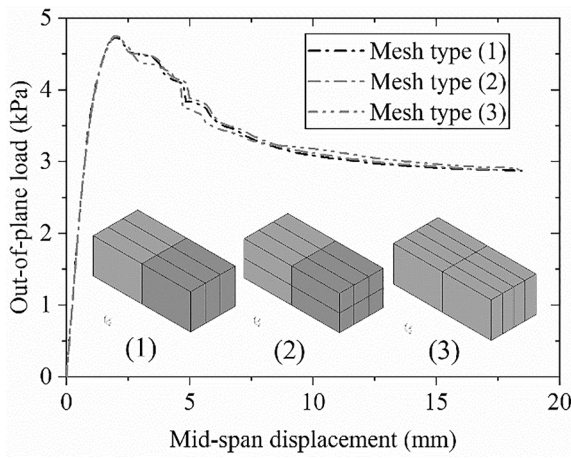 5
4
3
2
1
0
Out-of-plane load (kPa)
Mesh type (1)
Mesh type (2)
Mesh type (3)
(1)
(2)
(3)
0
5
10
15
20
Mid-span displacement (mm)